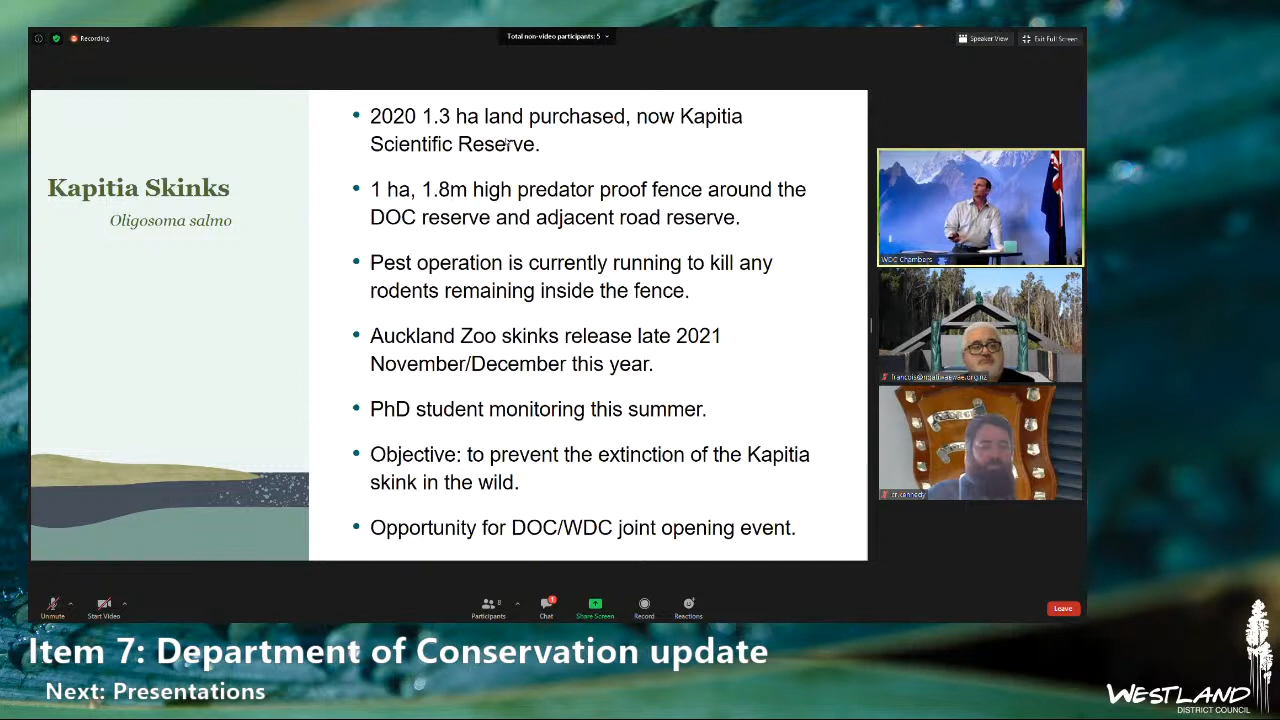 Recording
Total non-video participants: 5
Speaker View
Exit Full Screen
Kapitia Skinks
Oligosoma salmo
• 2020 1.3 ha land purchased, now Kapitia
Scientific Reserve.
• 1 ha, 1.8m high predator proof fence around the
DOC reserve and adjacent road reserve.
• Pest operation is currently running to kill any
rodents remaining inside the fence.
• Auckland Zoo skinks release late 2021
November/December this year.
• PhD student monitoring this summer.
• Objective: to prevent the extinction of the Kapitia
skink in the wild.
• Opportunity for DOC/WDC joint opening event.
WDC Chambers
francois@ngatiwaewae.org.nz
cr.kennedy
Unmute
Start Video
Participants
8
Chat
1
Share Screen
Record
Reactions
Leave
Item 7: Department of Conservation update
Next: Presentations
WESTLAND
DISTRICT COUNCIL